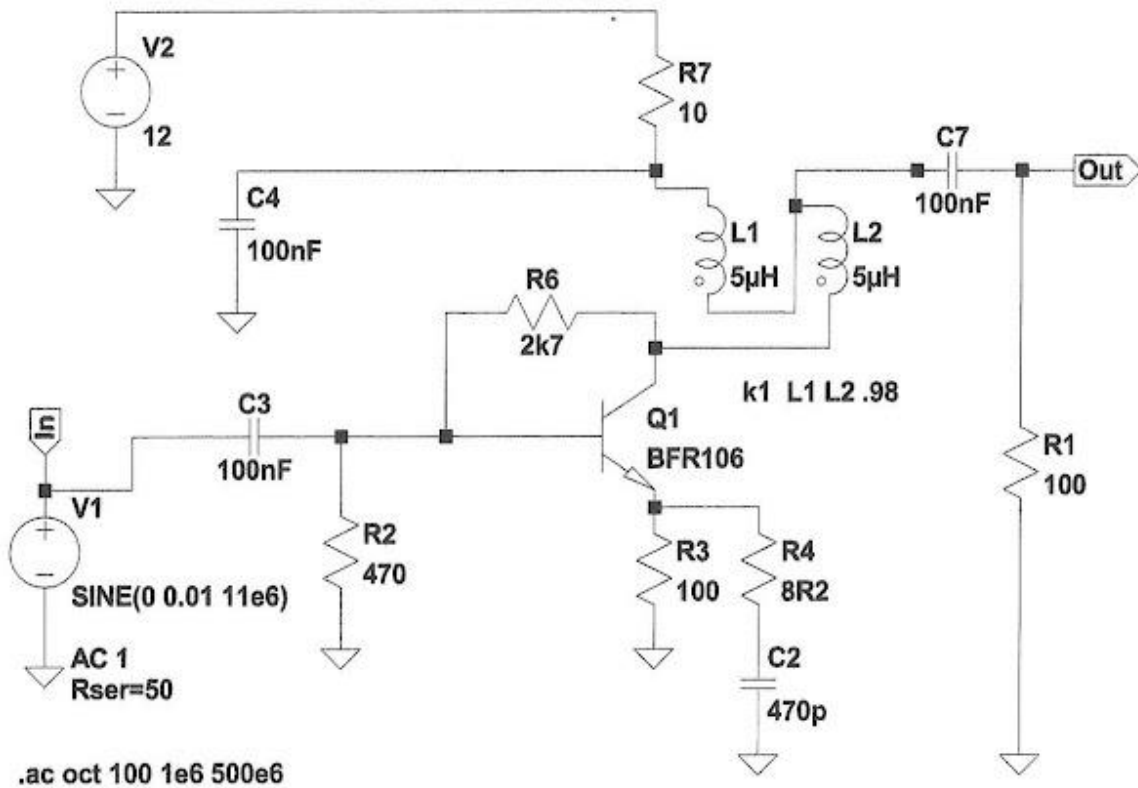 V2
12
R7
10
C7
100nF
Out
C4
100nF
L1
5µH
L2
5µH
R6
2k7
k1 L1 L2 .98
In
C3
100nF
Q1
BFR106
V1
SINE(0 0.01 11e6)
AC 1
Rser=50
R2
470
R3
100
R4
8R2
C2
470p
R1
100
.ac oct 100 1e6 500e6